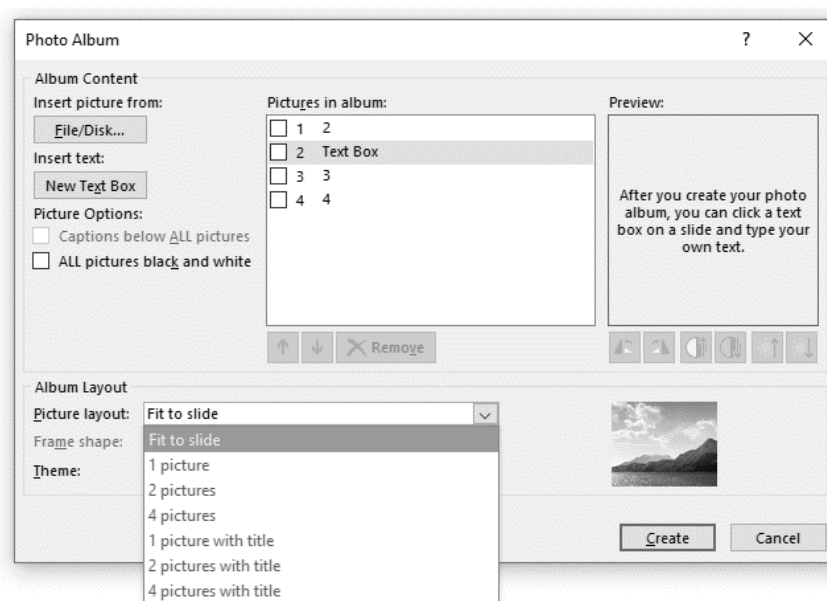 Photo Album ?
Album Content
Insert picture from:
File/Disk...
Insert text:
New Text Box
Picture Options:
Captions below ALL pictures
ALL pictures black and white
Pictures in album:
1 2
2 Text Box
3 3
4 4
Remove
Preview:
After you create your photo
album, you can click a text
box on a slide and type your
own text.
Album Layout
Picture layout: Fit to slide
Frame shape:
Theme:
Fit to slide
1 picture
2 pictures
4 pictures
1 picture with title
2 pictures with title
4 pictures with title
Create Cancel